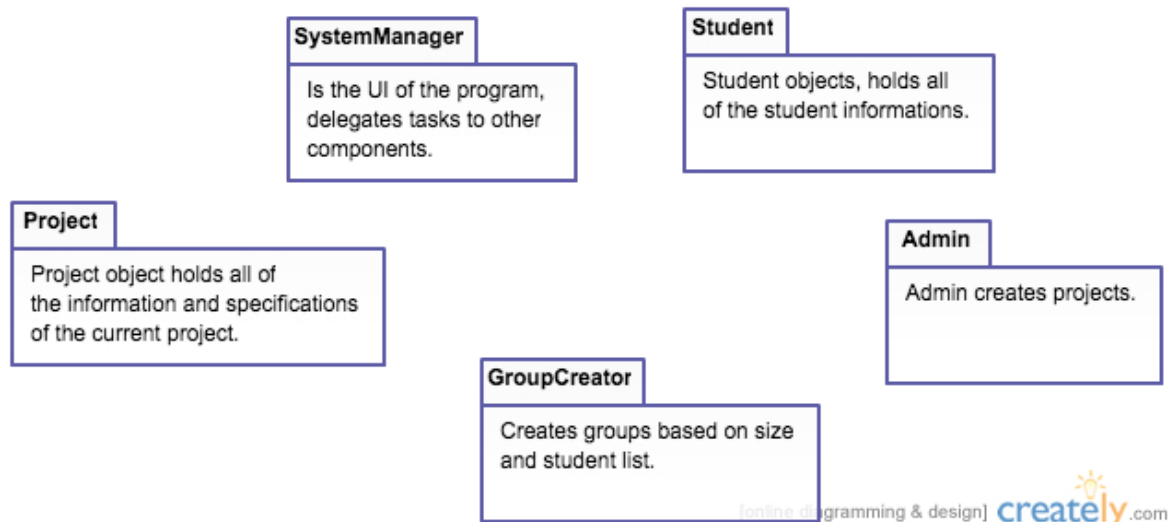 SystemManager
Is the UI of the program,
delegates tasks to other
components.
Student
Student objects, holds all
of the student informations.
Project
Project object holds all of
the information and specifications
of the current project.
Admin
Admin creates projects.
GroupCreator
Creates groups based on size
and student list.
[online diagramming & design] creately.com